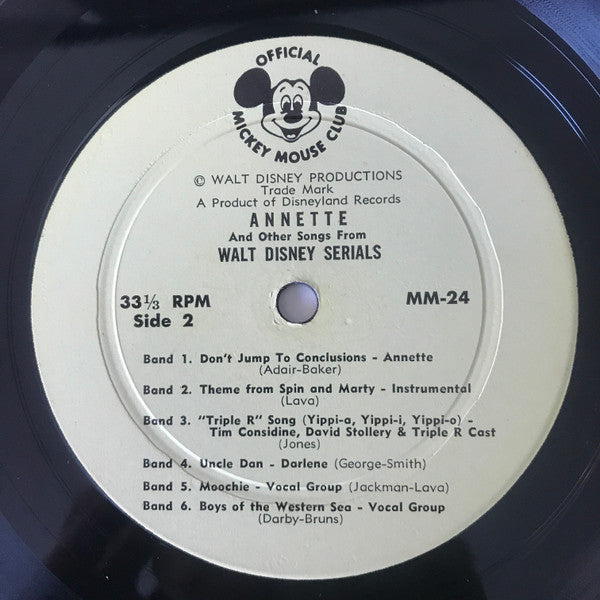 OFFICIAL
MICKEY MOUSE CLUB
© WALT DISNEY PRODUCTIONS
Trade Mark
A Product of Disneyland Records
ANNETTE
And Other Songs From
WALT DISNEY SERIALS
33⅓ RPM MM-24
Side 2
Band 1. Don't Jump To Conclusions - Annette
(Adair-Baker)
Band 2. Theme from Spin and Marty - Instrumental
(Lava)
Band 3. "Triple R" Song (Yippi-a, Yippi-i, Yippi-o) -
Tim Considine, David Stollery & Triple R Cast
(Jones)
Band 4. Uncle Dan - Darlene (George-Smith)
Band 5. Moochie - Vocal Group (Jackman-Lava)
Band 6. Boys of the Western Sea - Vocal Group
(Darby-Bruns)